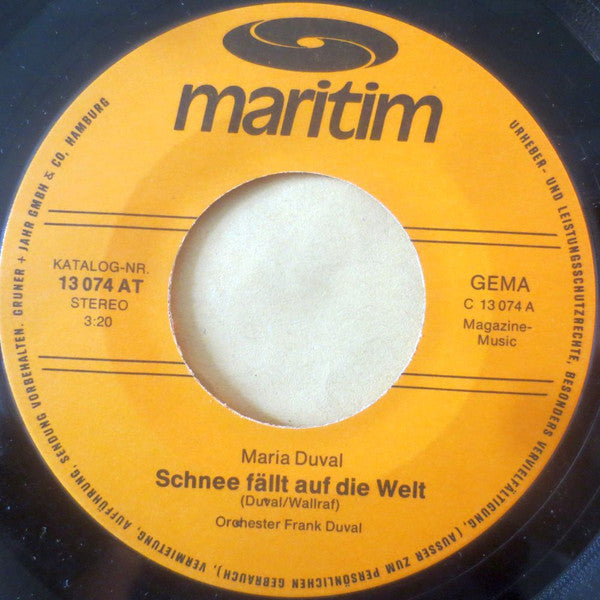 maritim
KATALOG-NR.
13 074 AT
STEREO
3:20
GEMA
C 13 074 A
Magazine-
Music
Maria Duval
Schnee fällt auf die Welt
(Duval/Wallraf)
Orchester Frank Duval
URHEBER- UND LEISTUNGSSCHUTZRECHTE, BESONDERS VERVIELFÄLTIGUNG, (AUSSER ZUM PERSÖNLICHEN GEBRAUCH), VERMIETUNG, AUFFÜHRUNG, SENDUNG VORBEHALTEN. GRUNER + JAHR GMBH & CO. HAMBURG